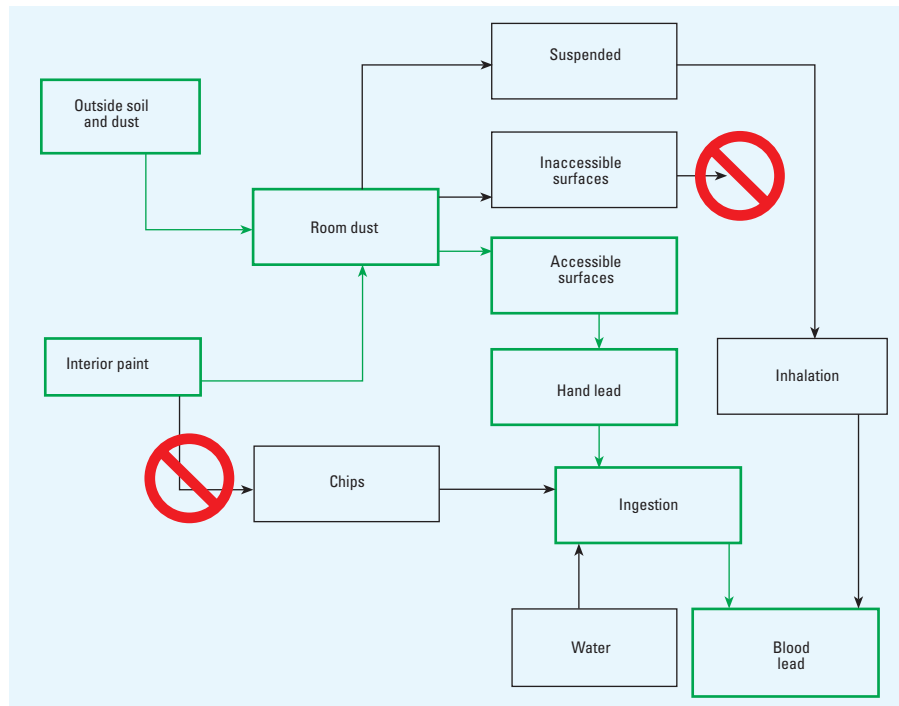 Suspended
Outside soil
and dust
Inaccessible
surfaces
Room dust
Accessible
surfaces
Interior paint
Inhalation
Hand lead
Chips
Ingestion
Water
Blood
lead